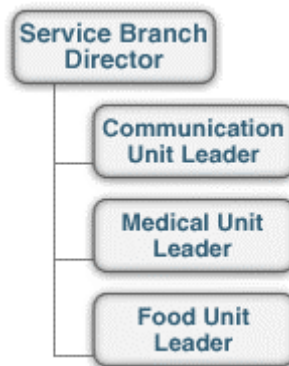 Service Branch
Director
Communication
Unit Leader
Medical Unit
Leader
Food Unit
Leader